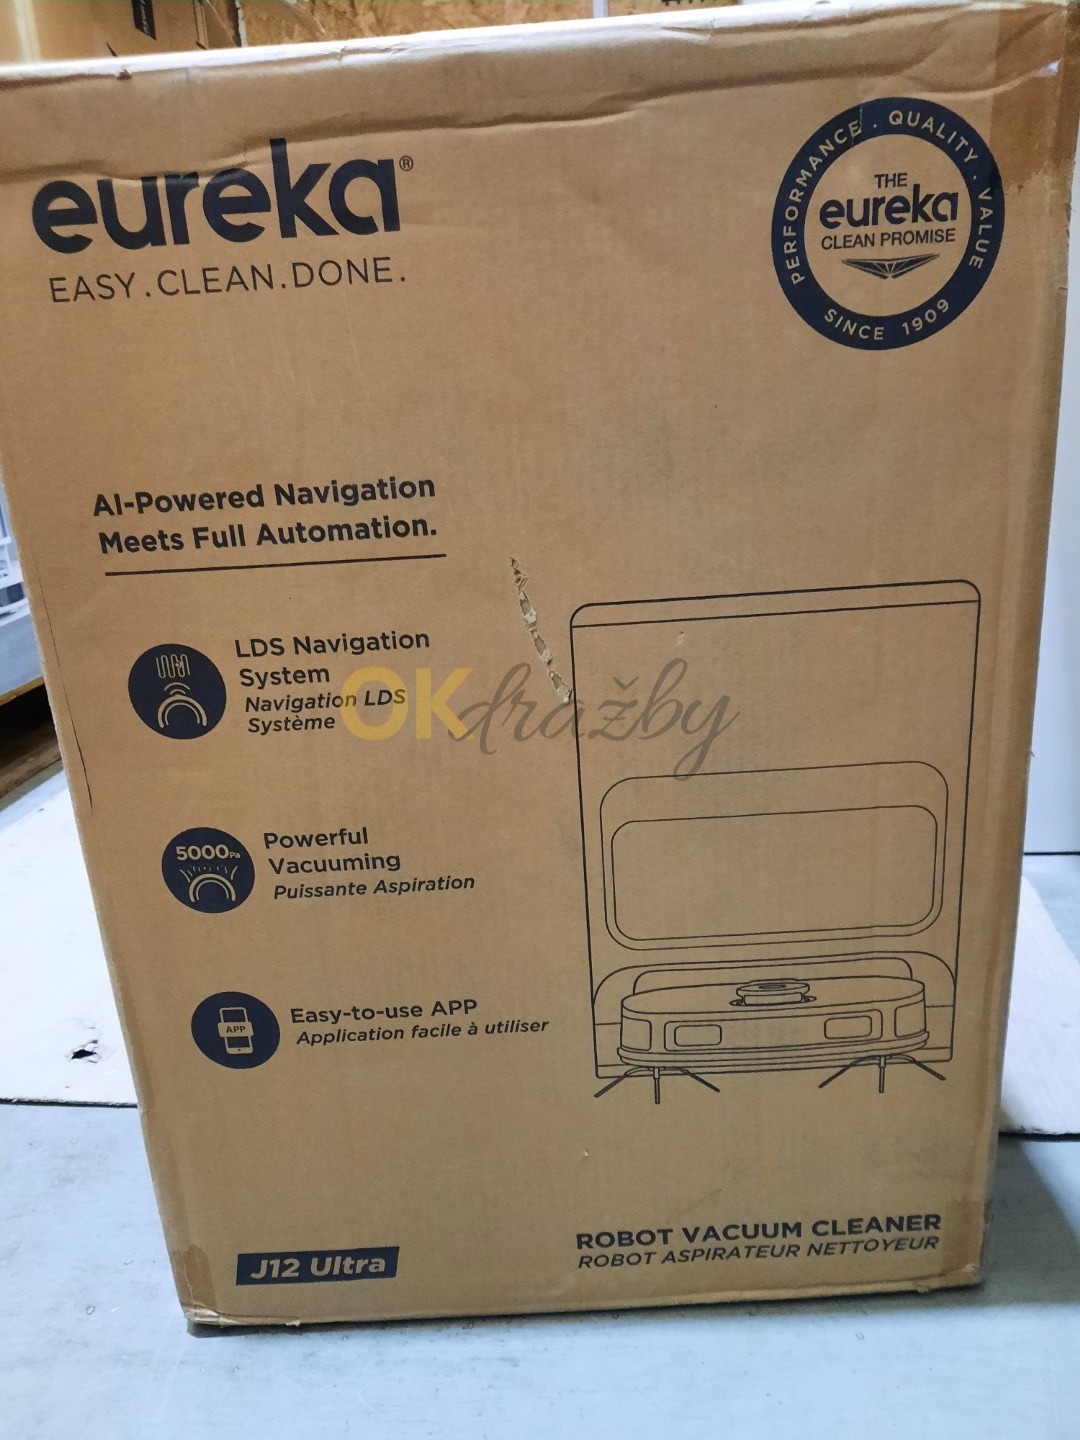 eureka®
EASY.CLEAN.DONE.
PERFORMANCE . QUALITY . VALUE
THE
eureka
CLEAN PROMISE
SINCE 1909
AI-Powered Navigation
Meets Full Automation.
LDS Navigation
System
Navigation LDS
Système
OKdražby
5000Pa
Powerful
Vacuuming
Puissante Aspiration
APP
Easy-to-use APP
Application facile à utiliser
J12 Ultra
ROBOT VACUUM CLEANER
ROBOT ASPIRATEUR NETTOYEUR